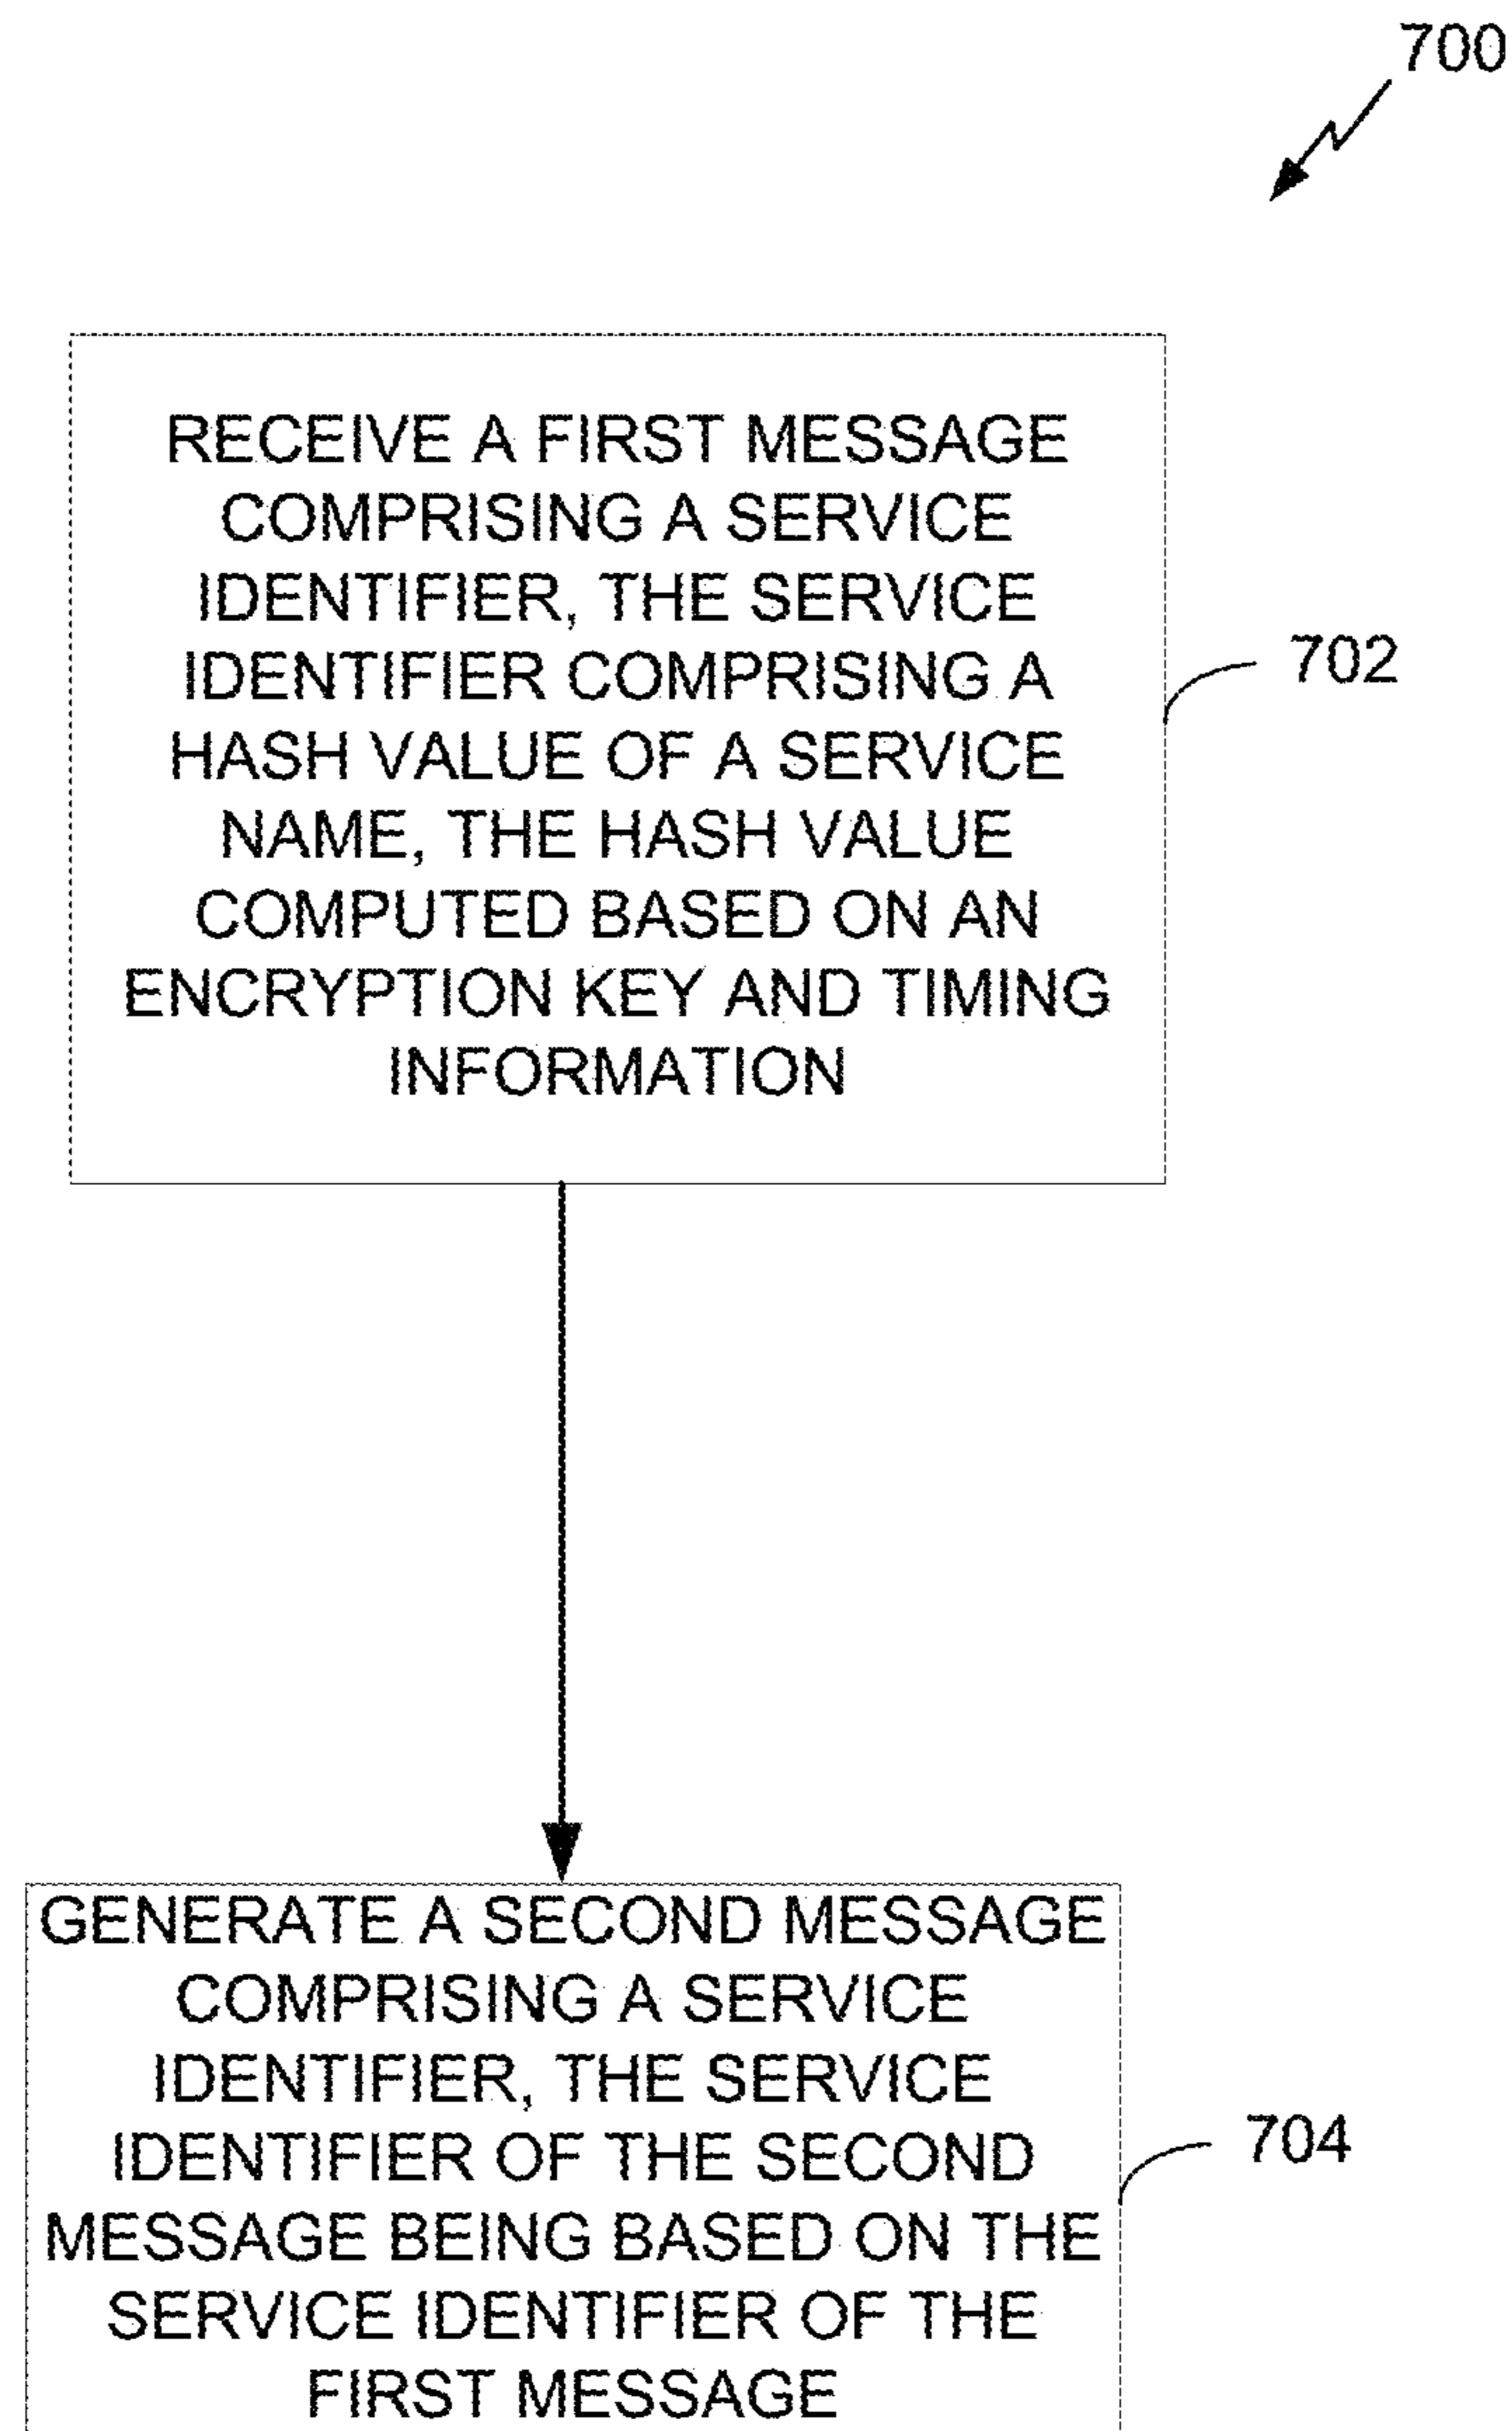 700
RECEIVE A FIRST MESSAGE
COMPRISING A SERVICE
IDENTIFIER, THE SERVICE
IDENTIFIER COMPRISING A
HASH VALUE OF A SERVICE
NAME, THE HASH VALUE
COMPUTED BASED ON AN
ENCRYPTION KEY AND TIMING
INFORMATION
702
GENERATE A SECOND MESSAGE
COMPRISING A SERVICE
IDENTIFIER, THE SERVICE
IDENTIFIER OF THE SECOND
MESSAGE BEING BASED ON THE
SERVICE IDENTIFIER OF THE
FIRST MESSAGE
704